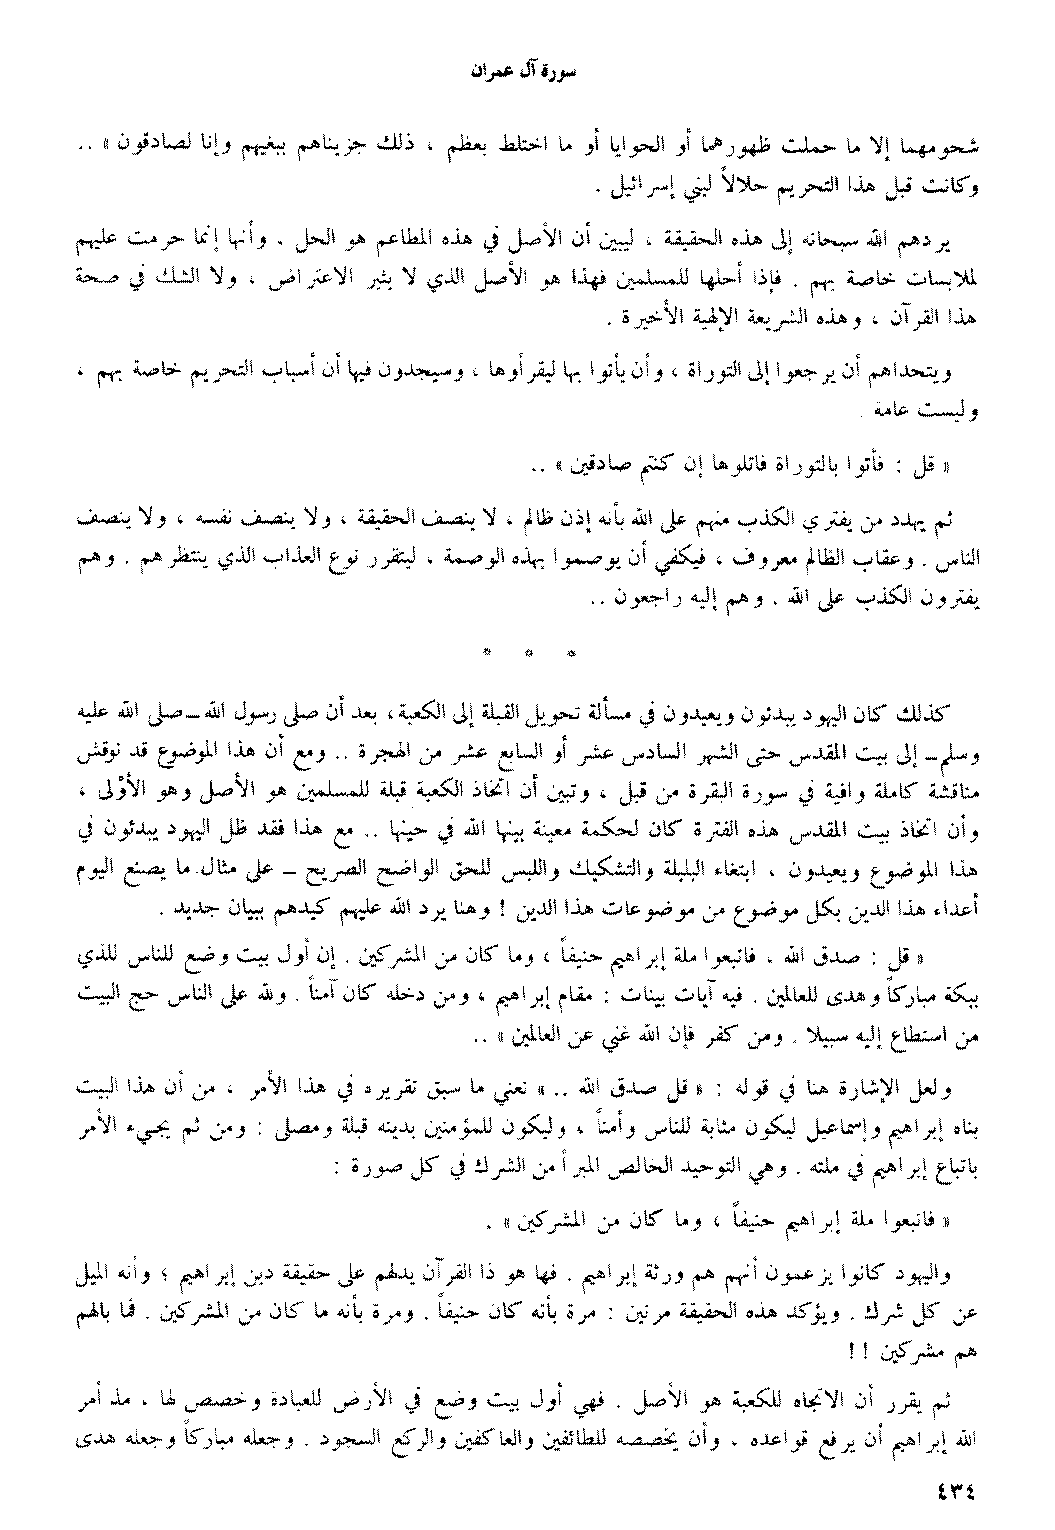 سورة آل عمران
شحومهما إلا ما حملت ظهورهما أو الحوايا أو ما اختلط بعظم ، ذلك جزيناهم ببغيهم وإنا لصادقون » ..
وكانت قبل هذا التحريم حلالاً لبني إسرائيل .
يردهم الله سبحانه إلى هذه الحقيقة ، ليبين أن الأصل في هذه المطاعم هو الحل . وأنها إنما حرمت عليهم
لملابسات خاصة بهم . فإذا أحلها للمسلمين فهذا هو الأصل الذي لا يثير الاعتراض ، ولا الشك في صحة
هذا القرآن ، وهذه الشريعة الإلهية الأخيرة .
ويتحداهم أن يرجعوا إلى التوراة ، وأن يأتوا بها ليقرأوها ، وسيجدون فيها أن أسباب التحريم خاصة بهم ،
وليست عامة .
« قل : فأتوا بالتوراة فاتلوها إن كنتم صادقين » ..
ثم يهدد من يفتري الكذب منهم على الله بأنه إذن ظالم ، لا ينصف الحقيقة ، ولا ينصف نفسه ، ولا ينصف
الناس . وعقاب الظالم معروف ، فيكفي أن يوصموا بهذه الوصمة ، ليتقرر نوع العذاب الذي ينتظرهم . وهم
يفترون الكذب على الله . وهم إليه راجعون ..
* * *
كذلك كان اليهود يبدئون ويعيدون في مسألة تحويل القبلة إلى الكعبة، بعد أن صلى رسول الله ــ صلى الله عليه
وسلم ــ إلى بيت المقدس حتى الشهر السادس عشر أو السابع عشر من الهجرة .. ومع أن هذا الموضوع قد نوقش
مناقشة كاملة وافية في سورة البقرة من قبل ، وتبين أن اتخاذ الكعبة قبلة للمسلمين هو الأصل وهو الأوْلى ،
وأن اتخاذ بيت المقدس هذه الفترة كان لحكمة معينة بينها الله في حينها .. مع هذا فقد ظل اليهود يبدئون في
هذا الموضوع ويعيدون ، ابتغاء البلبلة والتشكيك واللبس للحق الواضح الصريح ــ على مثال ما يصنع اليوم
أعداء هذا الدين بكل موضوع من موضوعات هذا الدين ! وهنا يرد الله عليهم كيدهم ببيان جديد .
« قل : صدق الله ، فاتبعوا ملة إبراهيم حنيفاً ، وما كان من المشركين . إن أول بيت وضع للناس للذي
ببكة مباركاً وهدى للعالمين . فيه آيات بينات : مقام إبراهيم ، ومن دخله كان آمناً . ولله على الناس حج البيت
من استطاع إليه سبيلا . ومن كفر فإن الله غني عن العالمين » ..
ولعل الإشارة هنا في قوله : « قل صدق الله .. » تعني ما سبق تقريره في هذا الأمر ، من أن هذا البيت
بناه إبراهيم وإسماعيل ليكون مثابة للناس وأمناً ، وليكون للمؤمنين بدينه قبلة ومصلى : ومن ثم يجيء الأمر
باتباع إبراهيم في ملته . وهي التوحيد الخالص المبرأ من الشرك في كل صورة :
« فاتبعوا ملة إبراهيم حنيفاً ، وما كان من المشركين» .
واليهود كانوا يزعمون أنهم هم ورثة إبراهيم . فها هو ذا القرآن يدلهم على حقيقة دين إبراهيم ؛ وأنه الميل
عن كل شرك . ويؤكد هذه الحقيقة مرتين : مرة بأنه كان حنيفاً . ومرة بأنه ما كان من المشركين . فما بالهم
هم مشركين ! !
ثم يقرر أن الاتجاه للكعبة هو الأصل . فهي أول بيت وضع في الأرض للعبادة وخصص لها ، مذ أمر
الله إبراهيم أن يرفع قواعده ، وأن يخصصه للطائفين والعاكفين والركع السجود . وجعله مباركاً وجعله هدى
٤٣٤